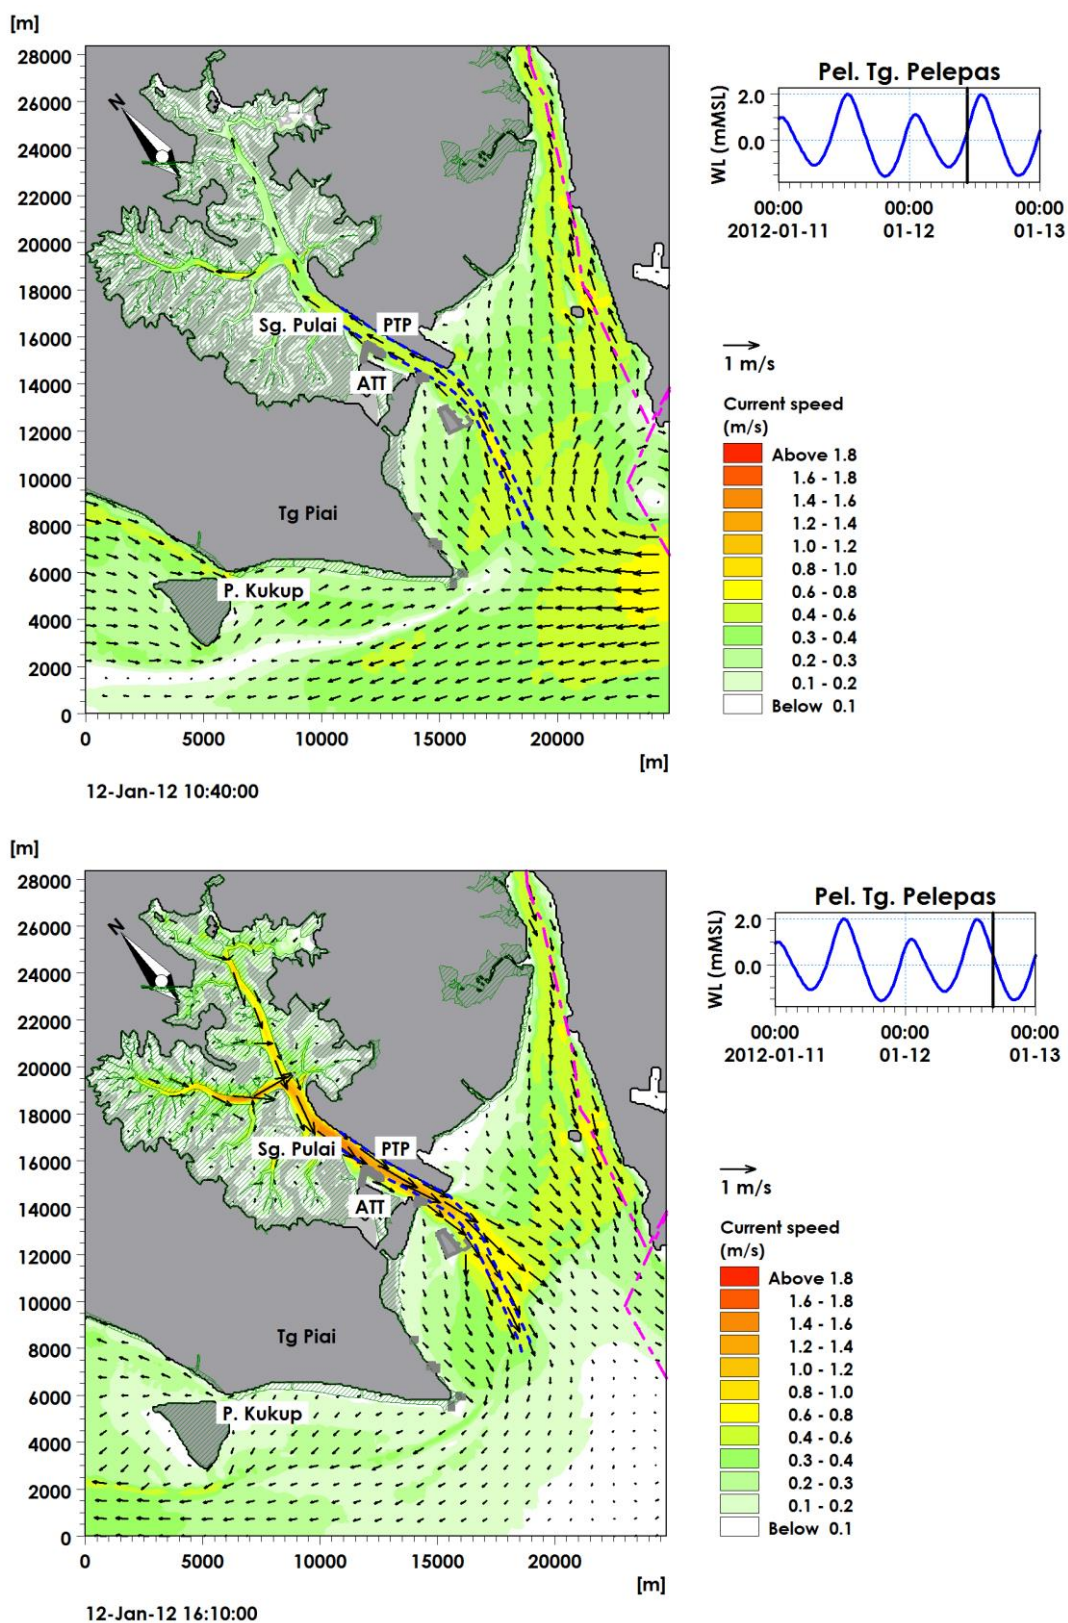 [m]
28000
26000
24000
22000
20000
18000
16000
14000
12000
10000
8000
6000
4000
2000
0
0 5000 10000 15000 20000
[m]
N
Sg. Pulai PTP
ATT
Tg Piai
P. Kukup
12-Jan-12 10:40:00
Pel. Tg. Pelepas
WL (mMSL)
2.0
0.0
00:00 00:00 00:00
2012-01-11 01-12 01-13
1 m/s
Current speed
(m/s)
Above 1.8
1.6 - 1.8
1.4 - 1.6
1.2 - 1.4
1.0 - 1.2
0.8 - 1.0
0.6 - 0.8
0.4 - 0.6
0.3 - 0.4
0.2 - 0.3
0.1 - 0.2
Below 0.1
[m]
28000
26000
24000
22000
20000
18000
16000
14000
12000
10000
8000
6000
4000
2000
0
0 5000 10000 15000 20000
[m]
N
Sg. Pulai PTP
ATT
Tg Piai
P. Kukup
12-Jan-12 16:10:00
Pel. Tg. Pelepas
WL (mMSL)
2.0
0.0
00:00 00:00 00:00
2012-01-11 01-12 01-13
1 m/s
Current speed
(m/s)
Above 1.8
1.6 - 1.8
1.4 - 1.6
1.2 - 1.4
1.0 - 1.2
0.8 - 1.0
0.6 - 0.8
0.4 - 0.6
0.3 - 0.4
0.2 - 0.3
0.1 - 0.2
Below 0.1